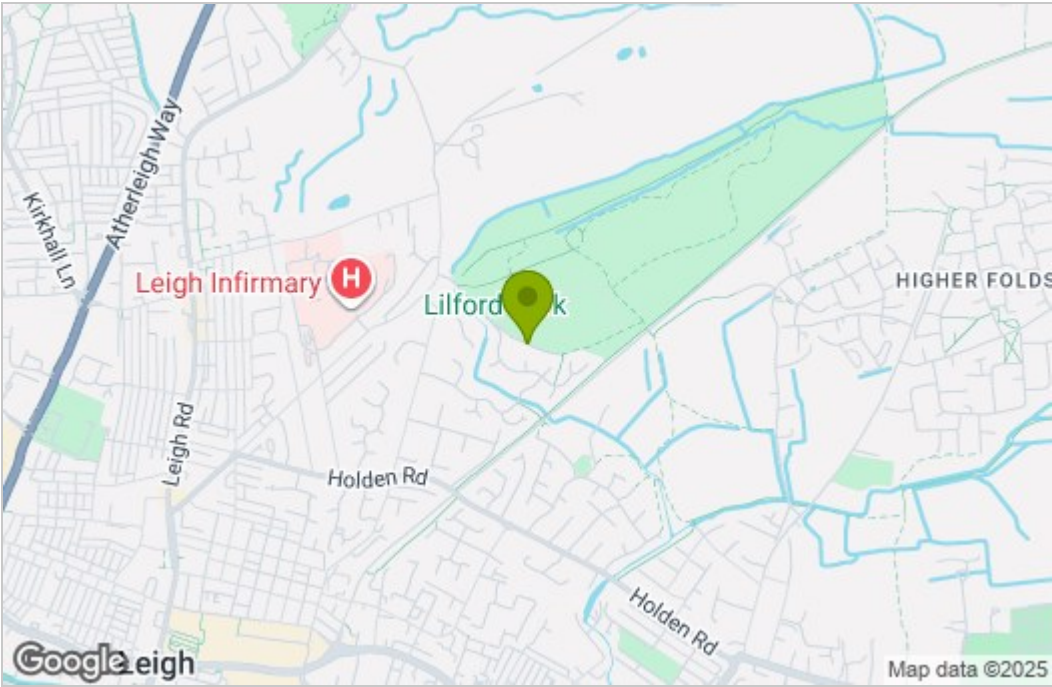 Atherleigh Way
Kirkhall Ln
Leigh Infirmary
H
Lilford
k
HIGHER FOLDS
Leigh Rd
Holden Rd
Holden Rd
Google
Leigh
Map data ©2025